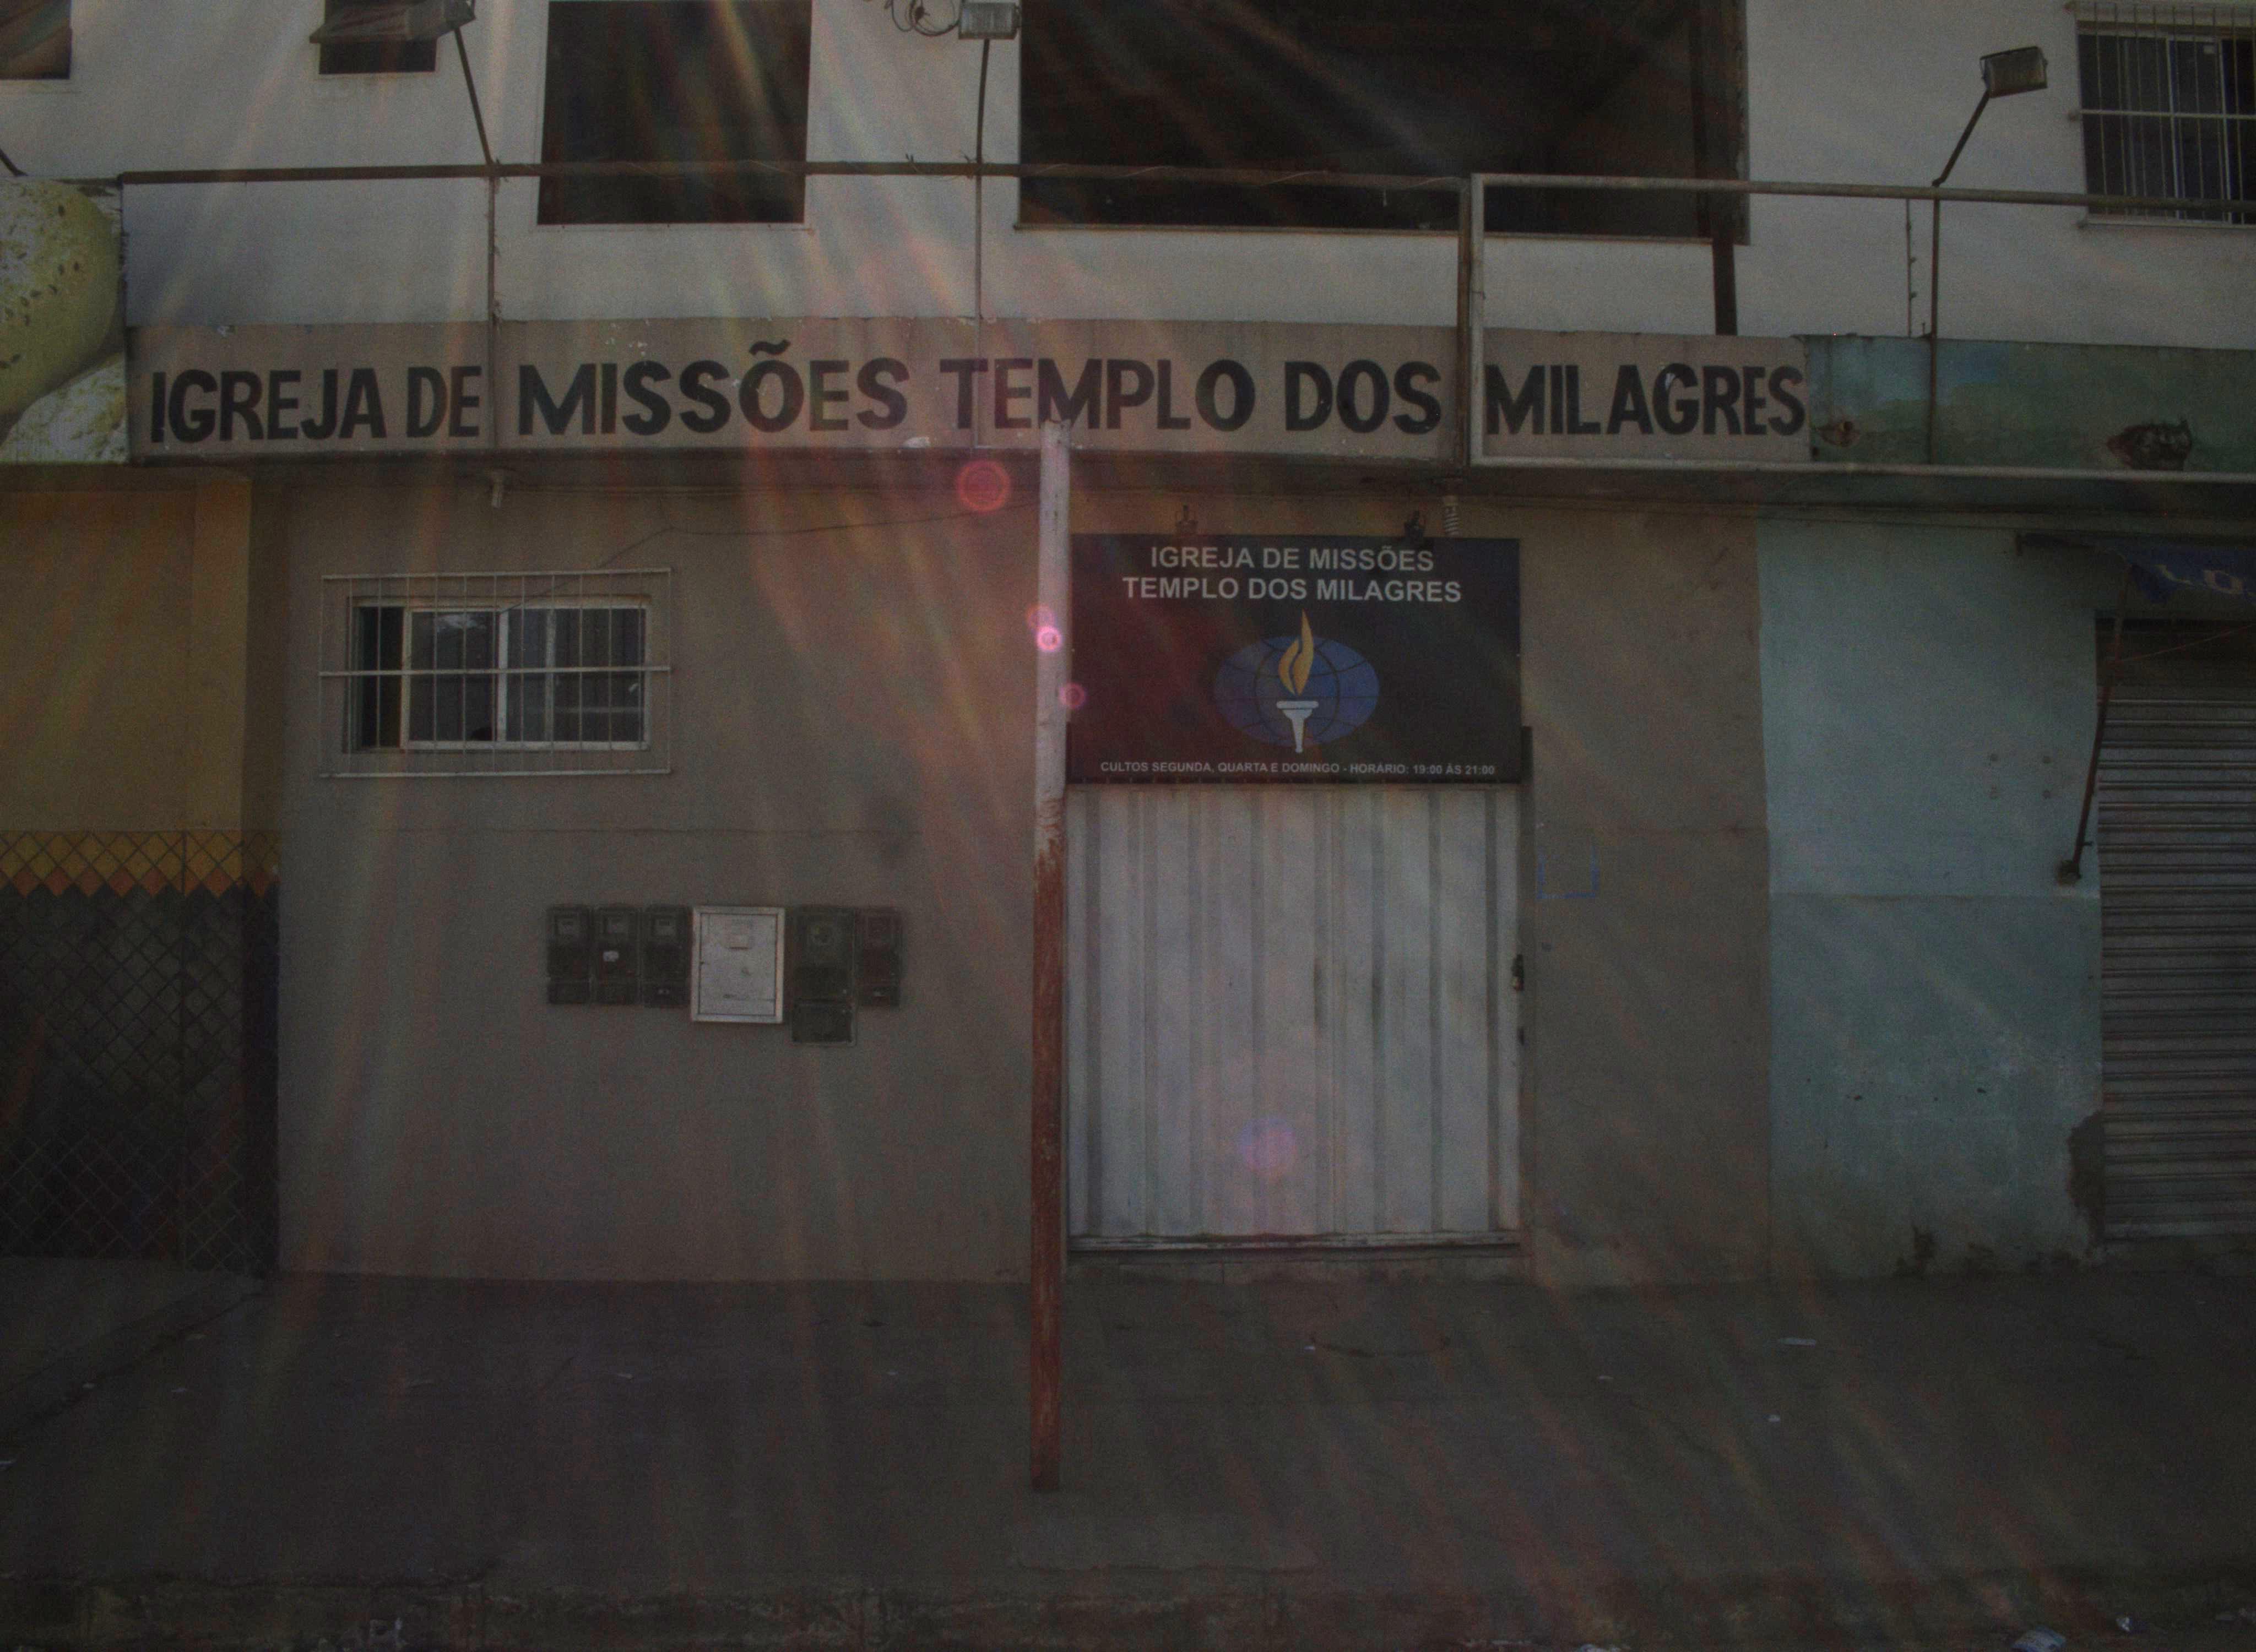 IGREJA DE MISSÕES TEMPLO DOS MILAGRES
IGREJA DE MISSÕES
TEMPLO DOS MILAGRES
CULTOS SEGUNDA, QUARTA E DOMINGO - HORÁRIO: 19:00 ÁS 21:00